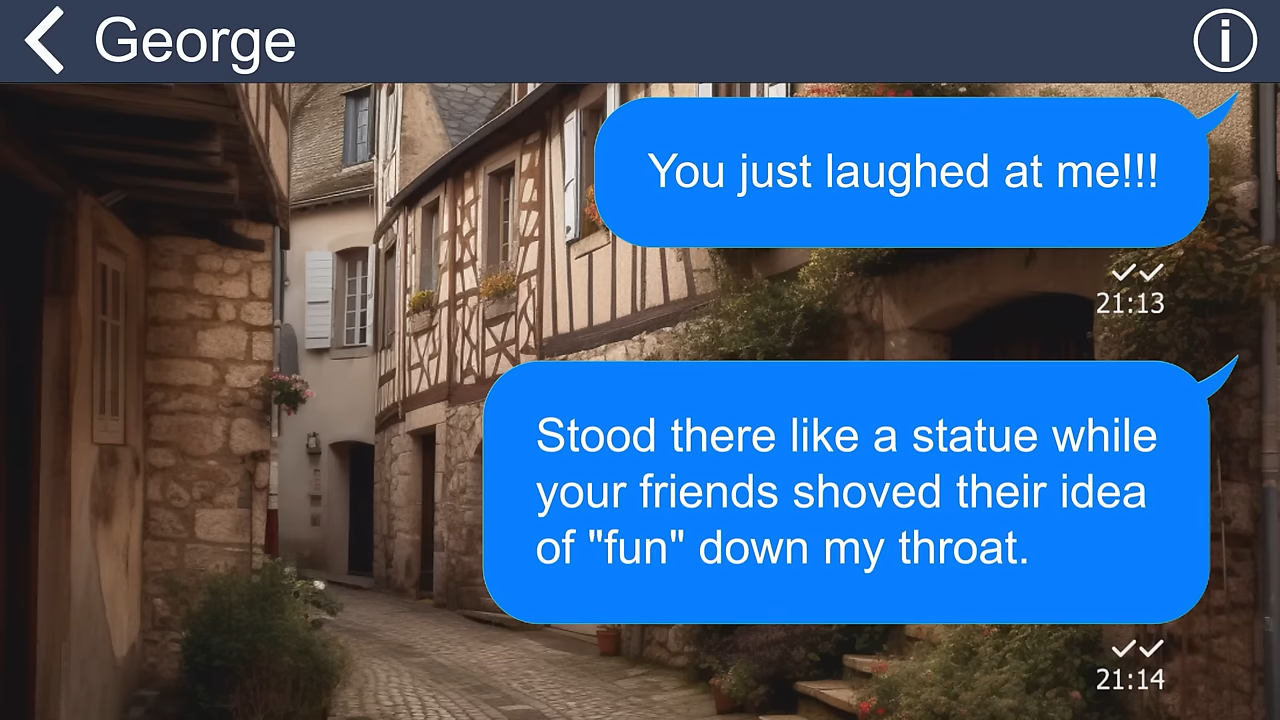 George
You just laughed at me!!!
21:13
Stood there like a statue while
your friends shoved their idea
of "fun" down my throat.
21:14